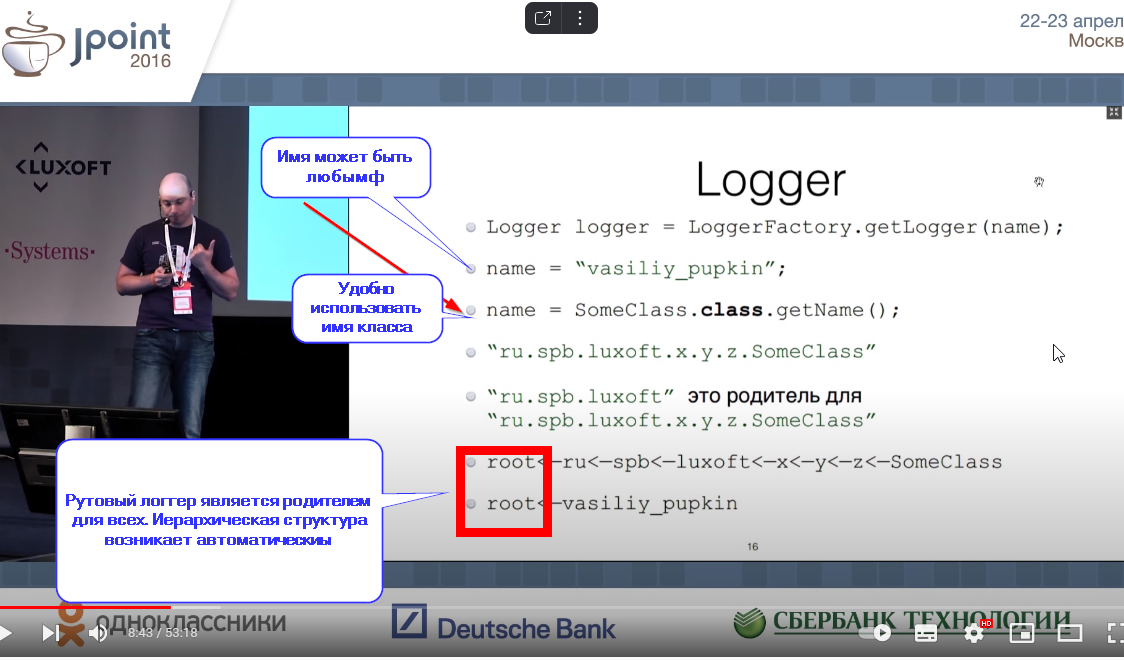 Jpoint
2016
22-23 апрел
Москв
LUXOFT
·Systems·
Имя может быть
любымф
Удобно
использовать
имя класса
Рутовый логгер является родителем
для всех. Иерархическая структура
возникает автоматическиы
Logger
Logger logger = LoggerFactory.getLogger(name);
name = “vasiliy_pupkin”;
name = SomeClass.class.getName();
“ru.spb.luxoft.x.y.z.SomeClass”
“ru.spb.luxoft” это родитель для
“ru.spb.luxoft.x.y.z.SomeClass”
root<—ru<—spb<—luxoft<—x<—y<—z<—SomeClass
root<—vasiliy_pupkin
16
одноклассники
Deutsche Bank
СБЕРБАНК ТЕХНОЛОГИИ
8:43 / 53:18
HD